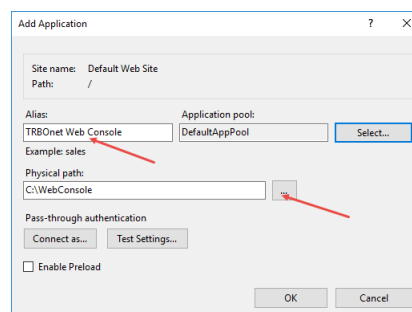 Add Application
? X
Site name: Default Web Site
Path: /
Alias: Application pool:
TRBOnet Web Console DefaultAppPool Select...
Example: sales
Physical path:
C:\WebConsole ...
Pass-through authentication
Connect as... Test Settings...
Enable Preload
OK Cancel